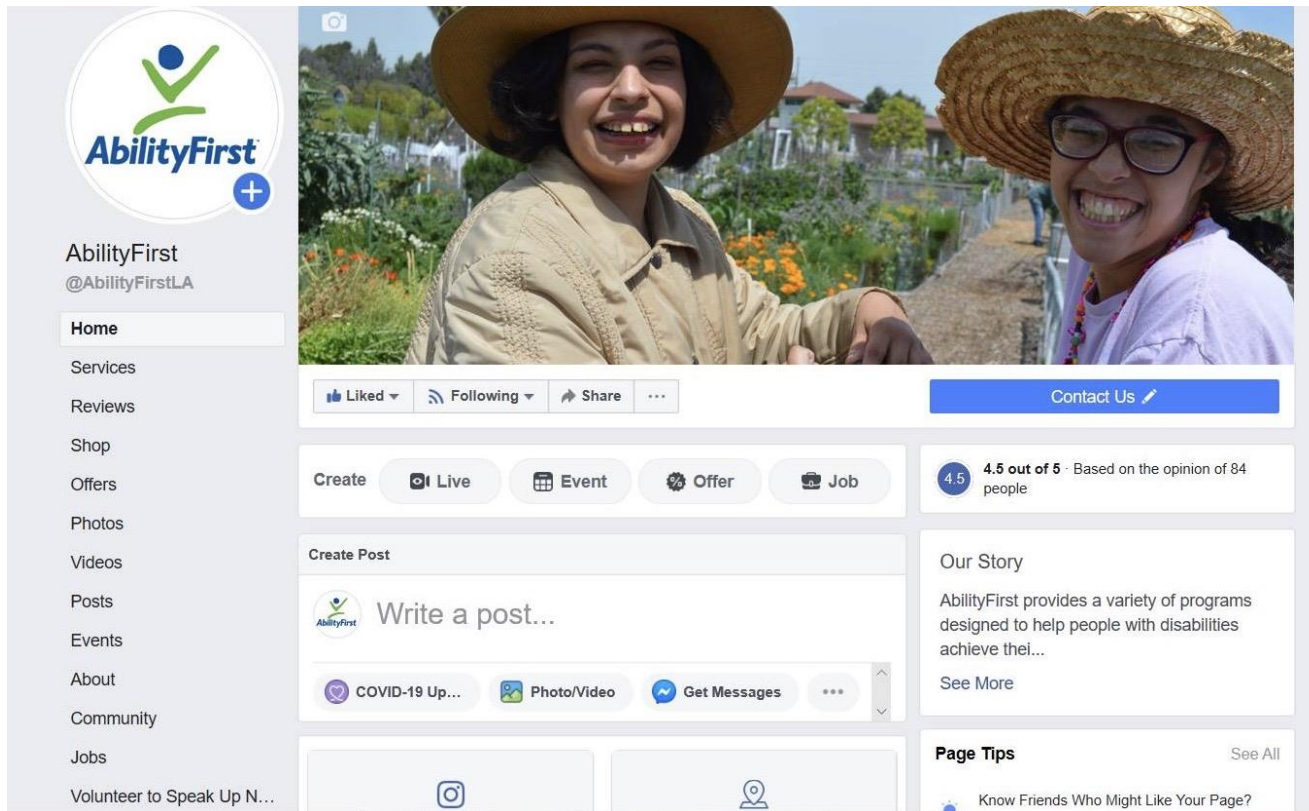 AbilityFirst
AbilityFirst
@AbilityFirstLA
Home
Services
Reviews
Shop
Offers
Photos
Videos
Posts
Events
About
Community
Jobs
Volunteer to Speak Up N...
Liked
Following
Share
Contact Us
Create
Live
Event
Offer
Job
Create Post
AbilityFirst
Write a post...
COVID-19 Up...
Photo/Video
Get Messages
4.5
4.5 out of 5 · Based on the opinion of 84
people
Our Story
AbilityFirst provides a variety of programs
designed to help people with disabilities
achieve thei...
See More
Page Tips
See All
Know Friends Who Might Like Your Page?